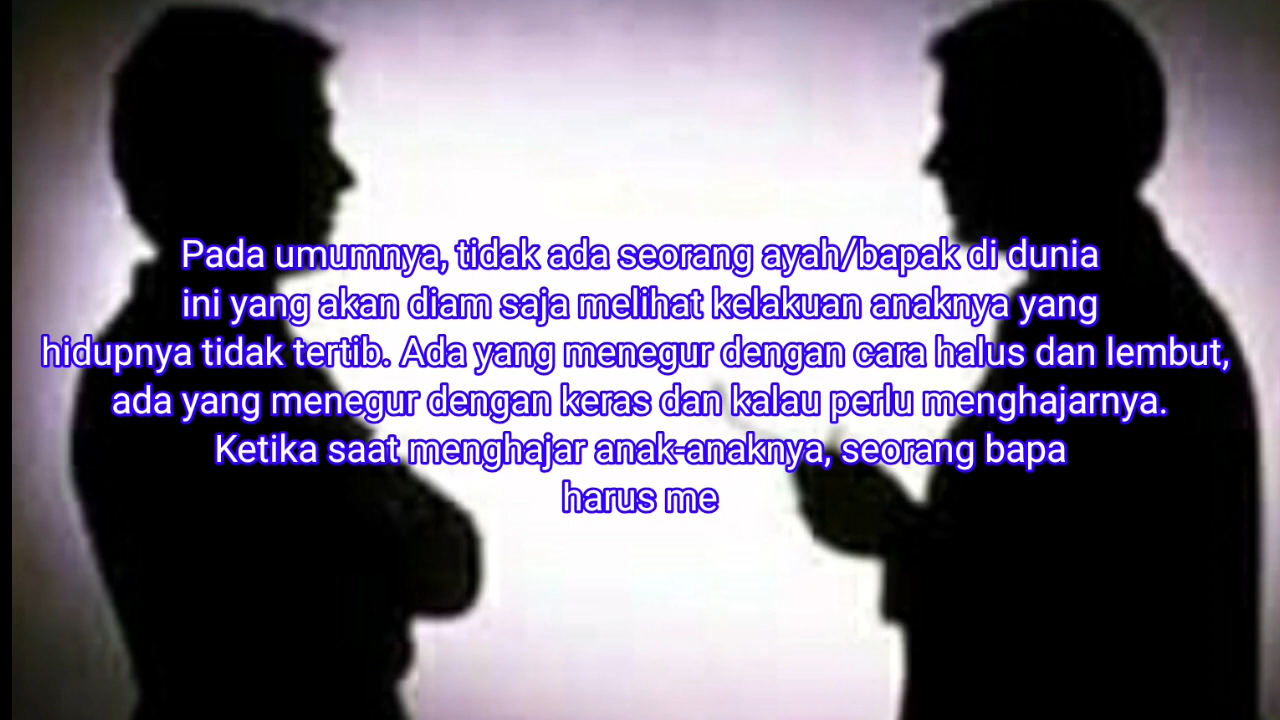 Pada umumnya, tidak ada seorang ayah/bapak di dunia
ini yang akan diam saja melihat kelakuan anaknya yang
hidupnya tidak tertib. Ada yang menegur dengan cara halus dan lembut,
ada yang menegur dengan keras dan kalau perlu menghajarnya.
Ketika saat menghajar anak-anaknya, seorang bapa
harus me